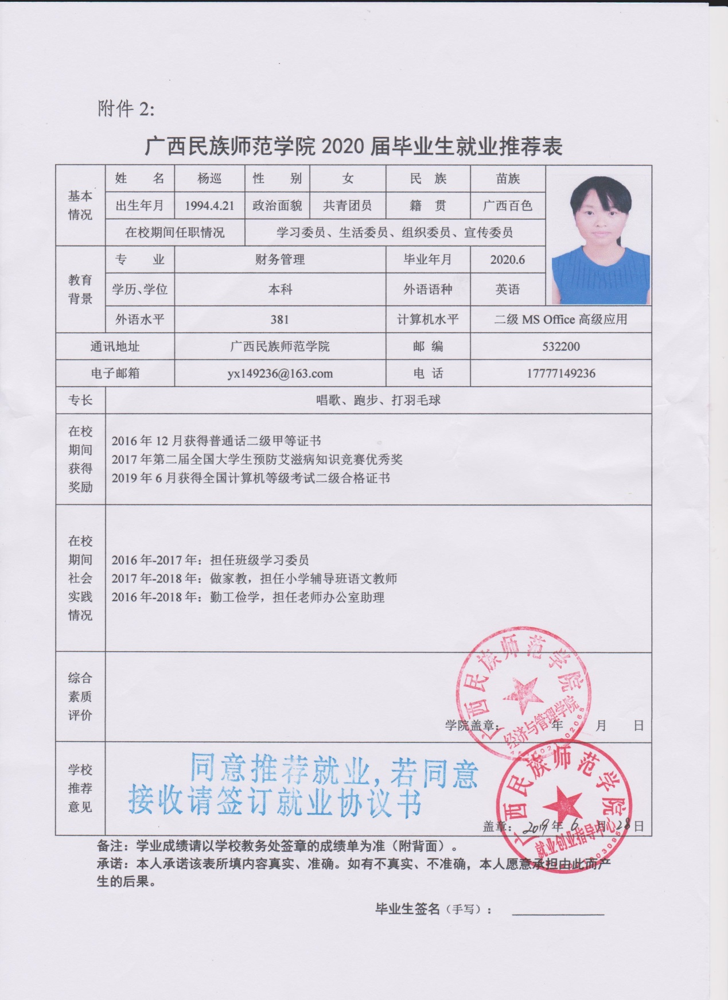 附件 2:
广西民族师范学院 2020 届毕业生就业推荐表
基本情况
姓 名 杨巡 性 别 女 民 族 苗族
出生年月 1994.4.21 政治面貌 共青团员 籍 贯 广西百色
在校期间任职情况 学习委员、生活委员、组织委员、宣传委员
教育背景
专 业 财务管理 毕业年月 2020.6
学历、学位 本科 外语语种 英语
外语水平 381 计算机水平 二级 MS Office 高级应用
通讯地址 广西民族师范学院 邮 编 532200
电子邮箱 yx149236@163.com 电 话 17777149236
专长 唱歌、跑步、打羽毛球
在校期间获得奖励
2016 年 12 月获得普通话二级甲等证书
2017 年第二届全国大学生预防艾滋病知识竞赛优秀奖
2019 年 6 月获得全国计算机等级考试二级合格证书
在校期间社会实践情况
2016 年-2017 年：担任班级学习委员
2017 年-2018 年：做家教，担任小学辅导班语文教师
2016 年-2018 年：勤工俭学，担任老师办公室助理
综合素质评价
广西民族师范学院
经济与管理学院
学院盖章： 年 月 日
学校推荐意见
同意推荐就业,若同意
接收请签订就业协议书
广西民族师范学院
就业创业指导中心
盖章： 2019 年 6 月 28 日
备注：学业成绩请以学校教务处签章的成绩单为准（附背面）。
承诺：本人承诺该表所填内容真实、准确。如有不真实、不准确，本人愿意承担由此而产
生的后果。
毕业生签名（手写）：